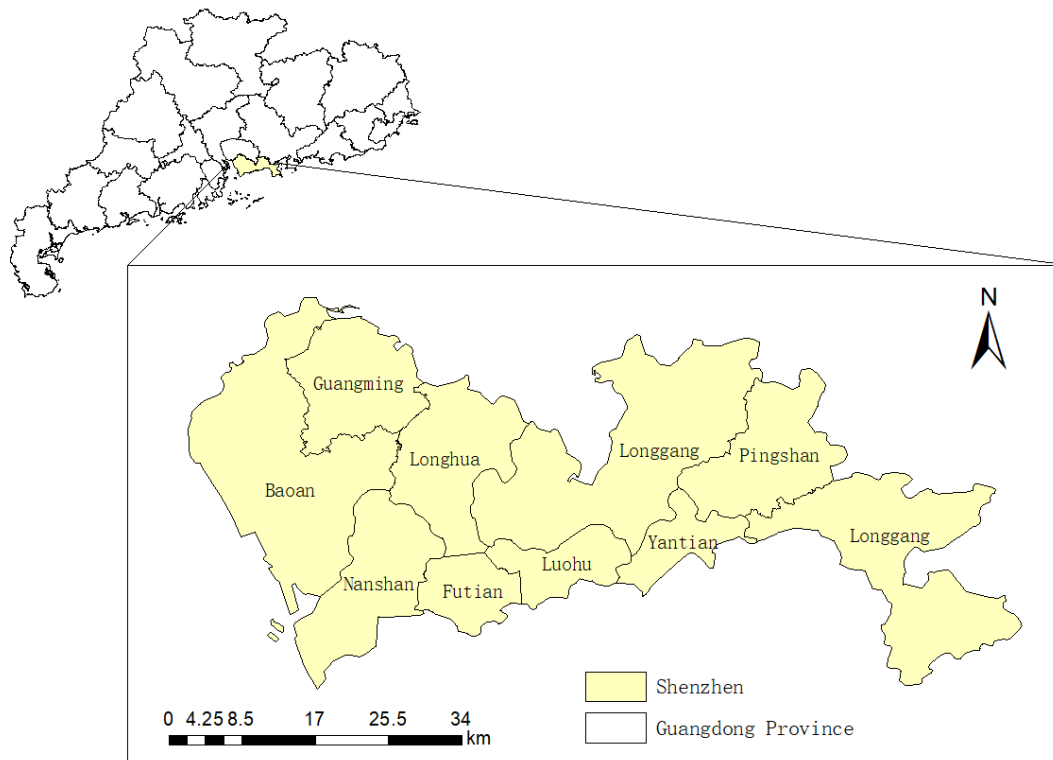 N
Guangming
Longhua
Longgang
Pingshan
Baoan
Longgang
Yantian
Luohu
Nanshan
Futian
Shenzhen
Guangdong Province
0 4.25 8.5 17 25.5 34
km